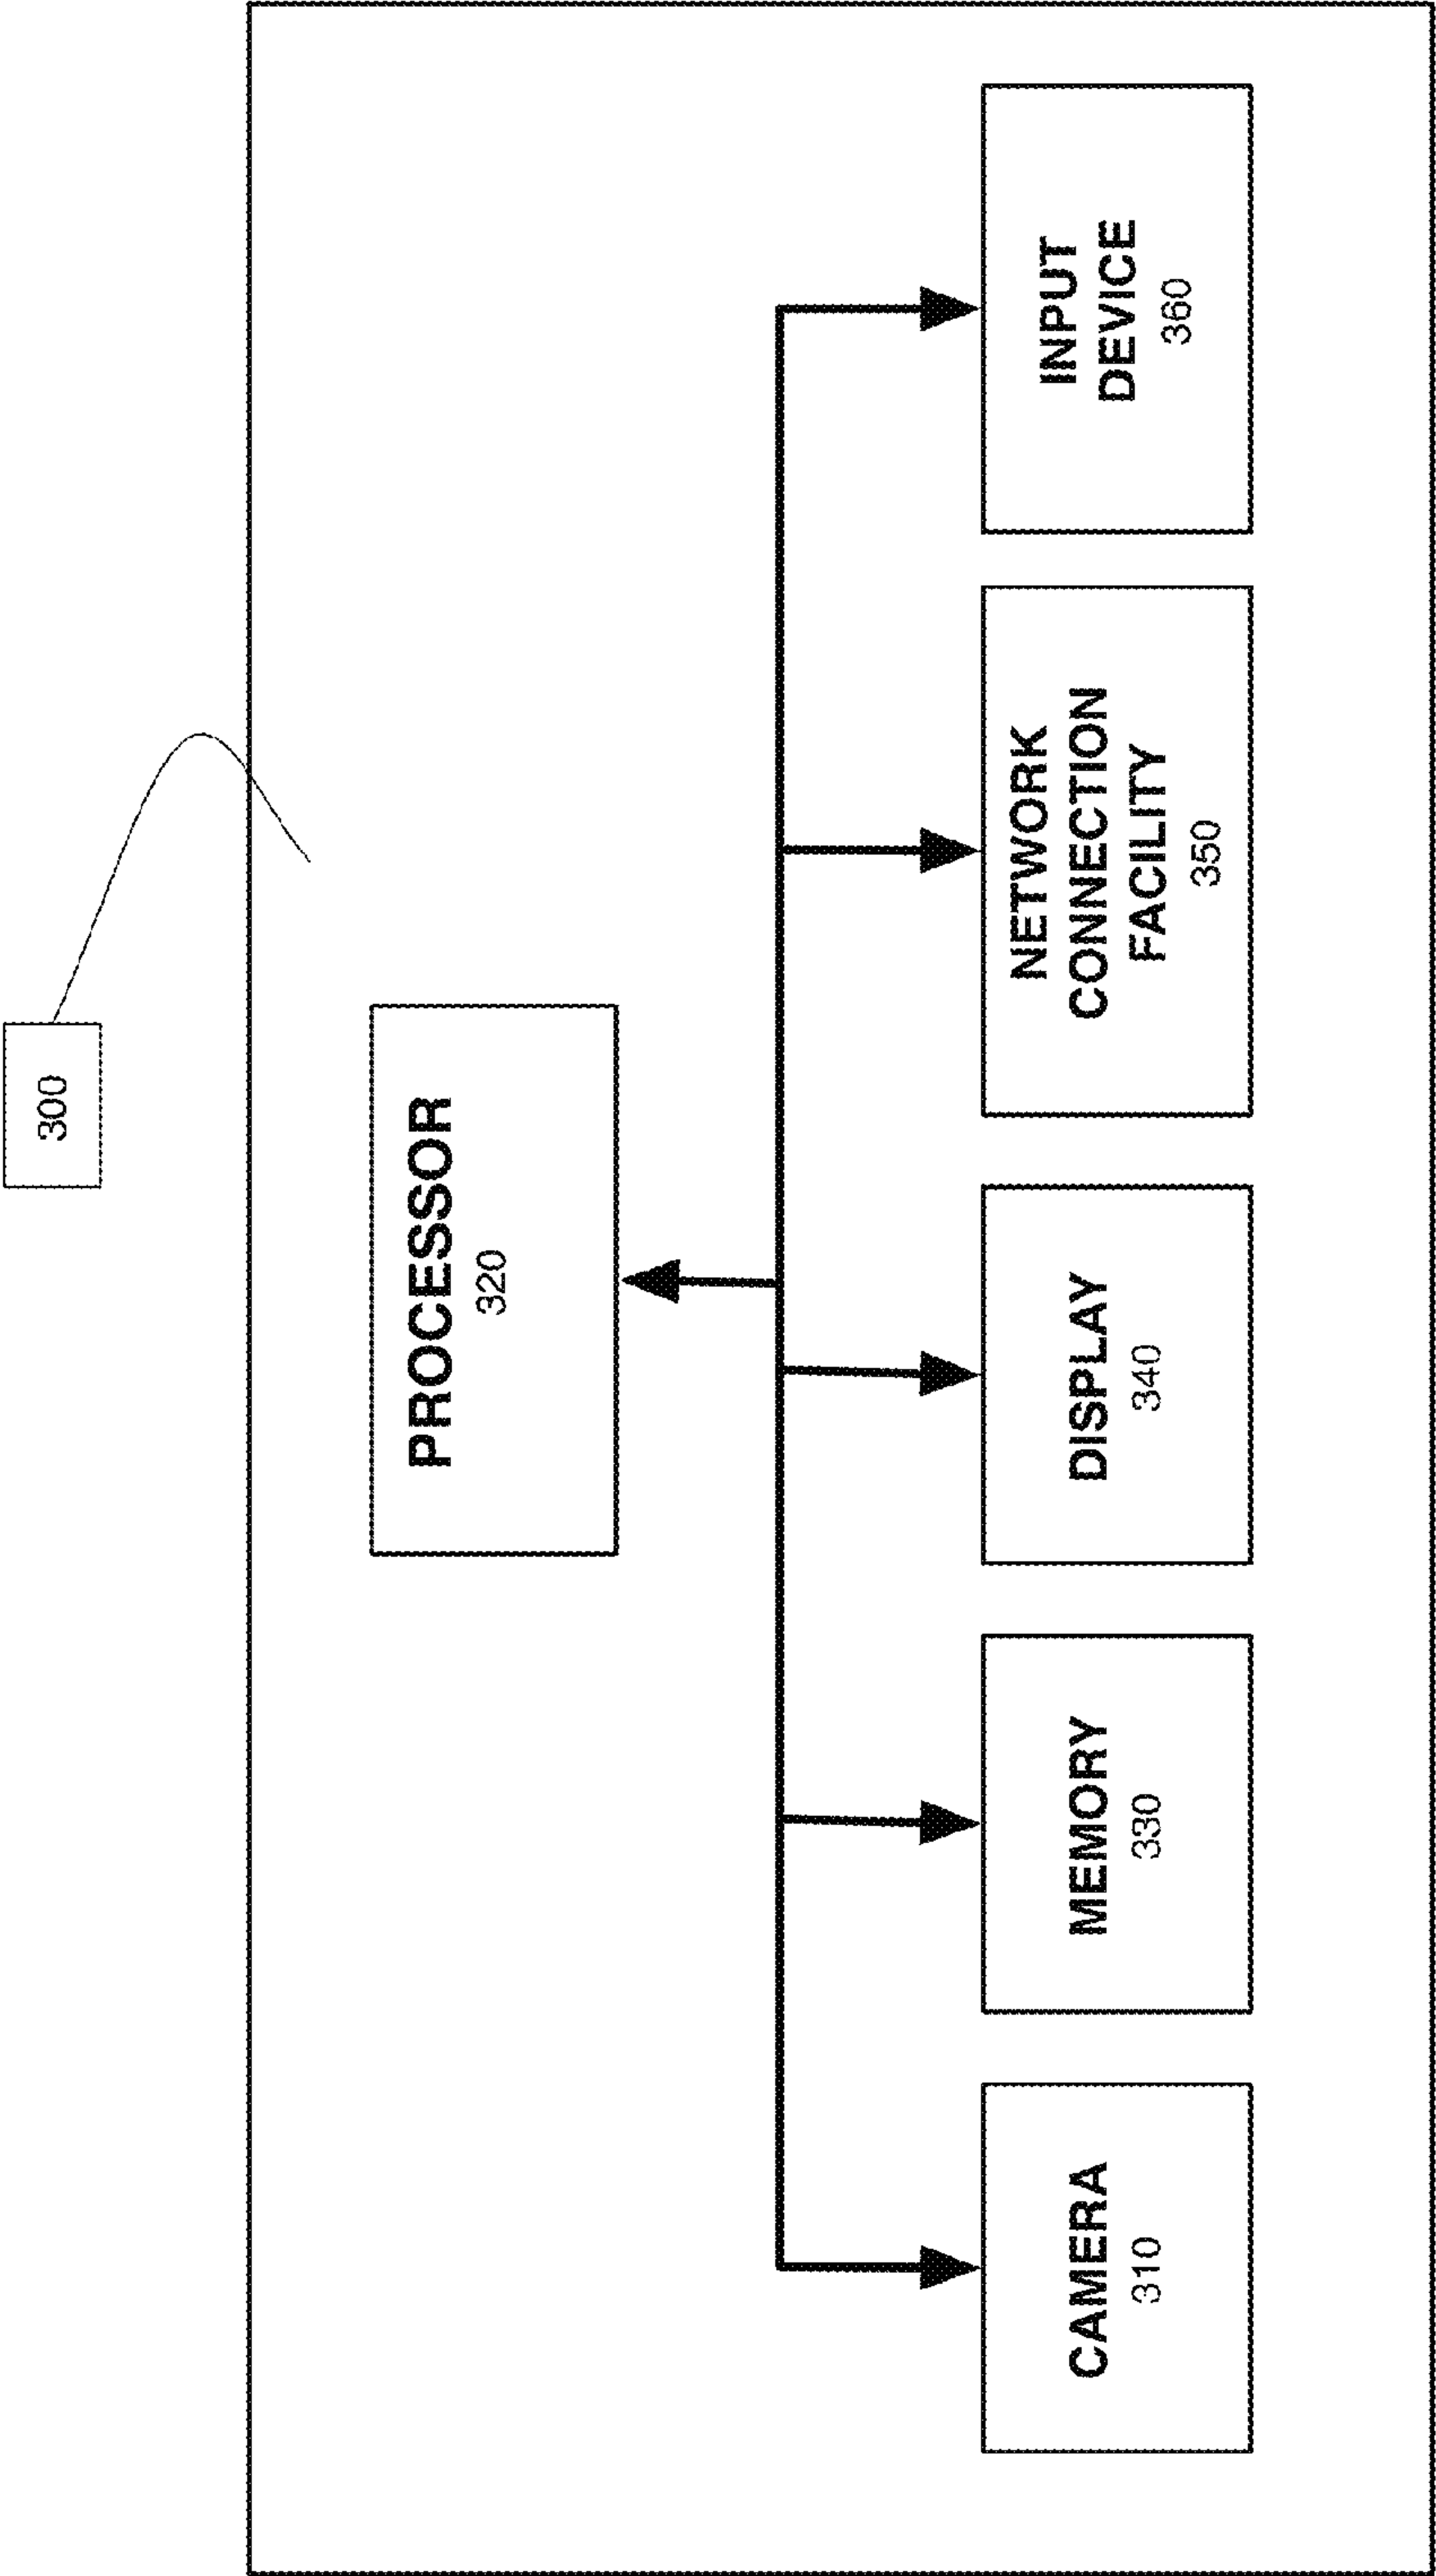 300
PROCESSOR
320
CAMERA
310
MEMORY
330
DISPLAY
340
NETWORK
CONNECTION
FACILITY
350
INPUT
DEVICE
360